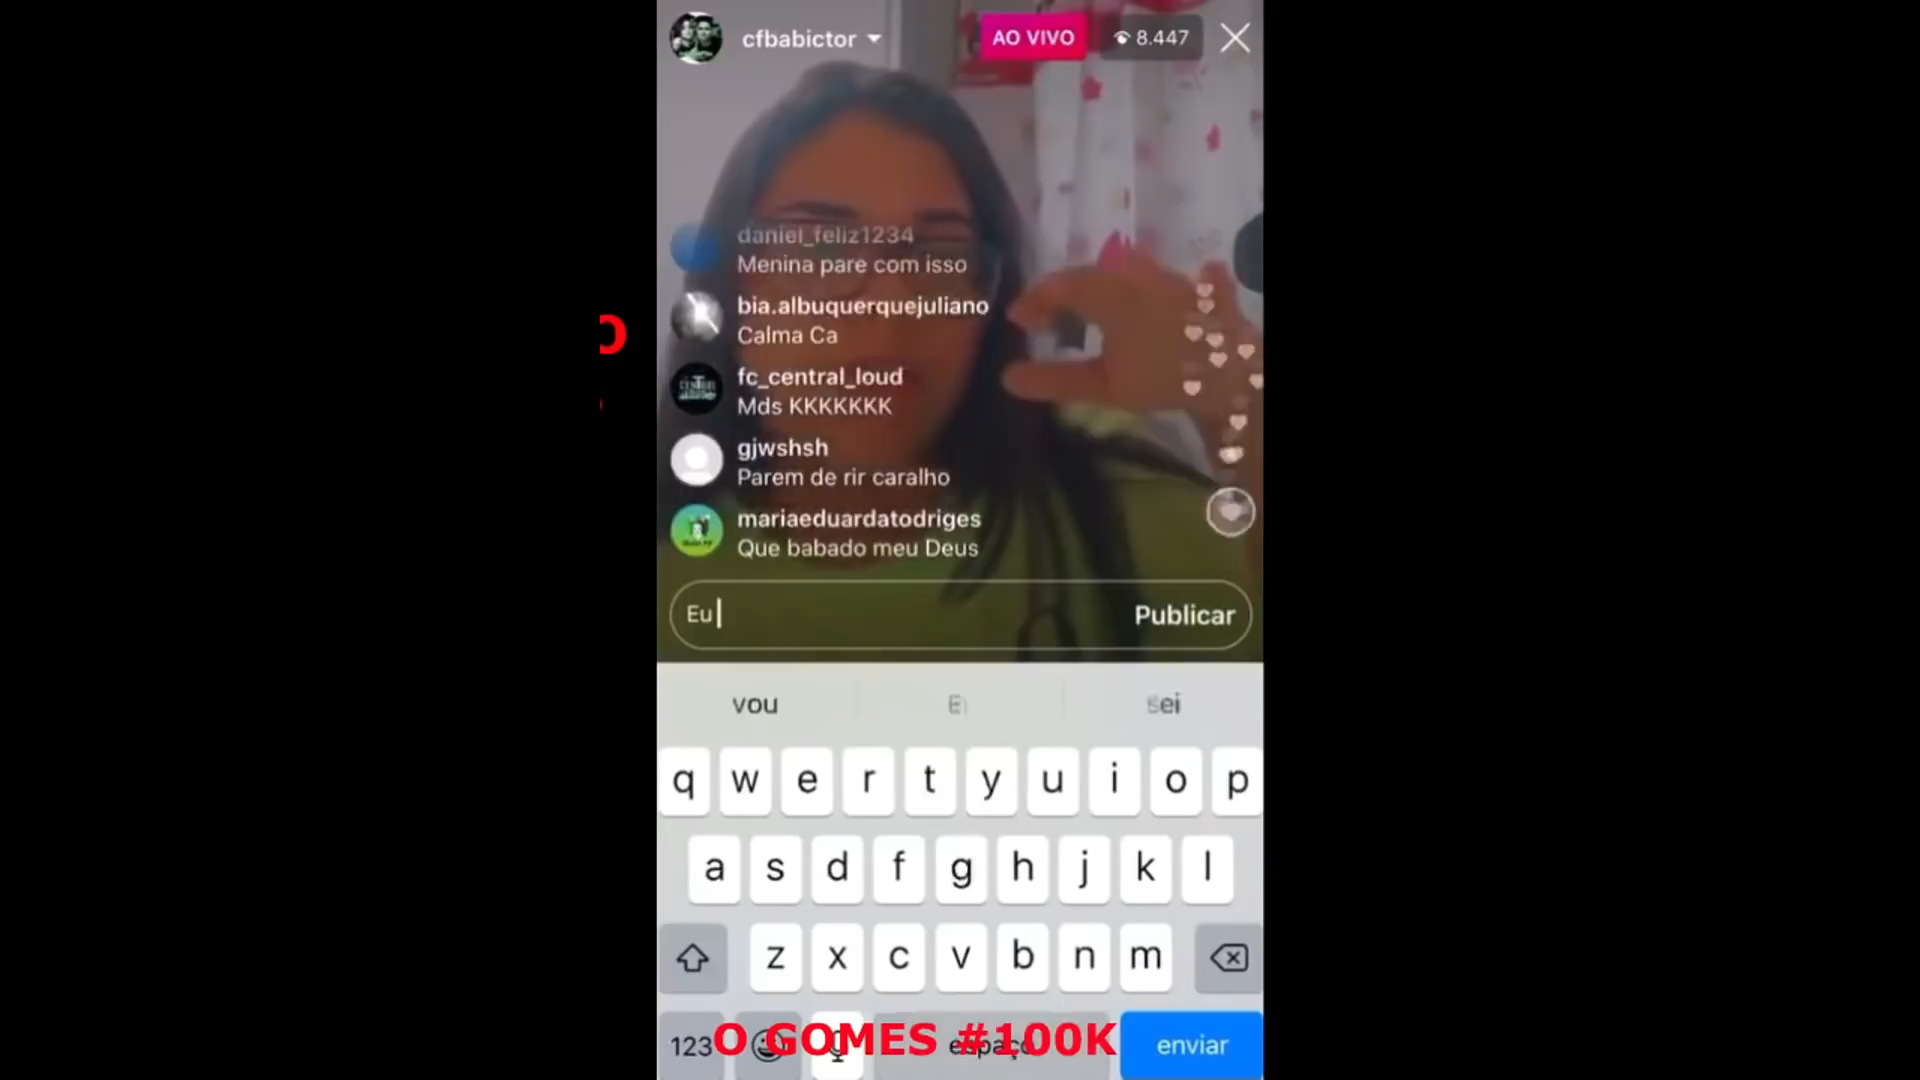 cfbabictor
AO VIVO
8.447
daniel_feliz1234
Menina pare com isso
bia.albuquerquejuliano
Calma Ca
fc_central_loud
Mds KKKKKKK
gjwshsh
Parem de rir caralho
mariaeduardatodriges
Que babado meu Deus
Eu
Publicar
vou
sei
q w e r t y u i o p
a s d f g h j k l
z x c v b n m
123
espaço
enviar
O GOMES #100K